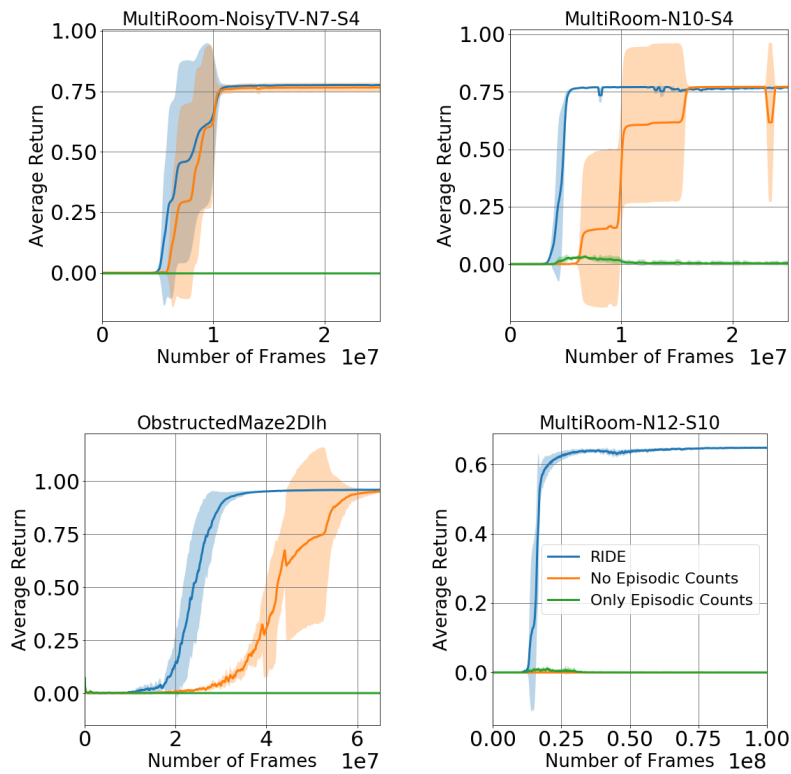 MultiRoom-NoisyTV-N7-S4
1.00
0.75
0.50
0.25
0.00
Average Return
0 1 2
Number of Frames 1e7
MultiRoom-N10-S4
1.00
0.75
0.50
0.25
0.00
Average Return
0 1 2
Number of Frames 1e7
ObstructedMaze2Dlh
1.00
0.75
0.50
0.25
0.00
Average Return
0 2 4 6
Number of Frames 1e7
MultiRoom-N12-S10
0.6
0.4
0.2
0.0
Average Return
RIDE
No Episodic Counts
Only Episodic Counts
0.00 0.25 0.50 0.75 1.00
Number of Frames 1e8